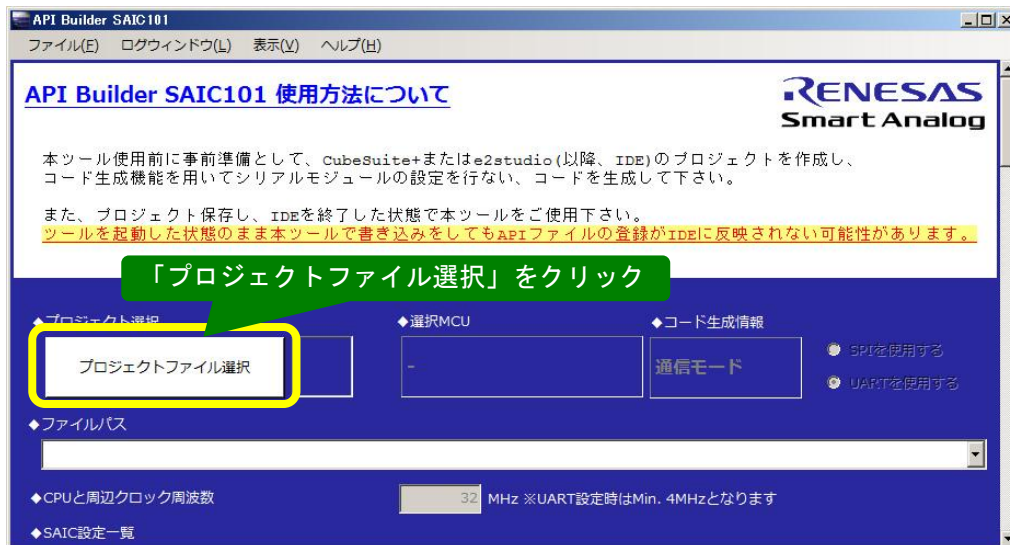 API Builder SAIC101
ファイル(F) ログウィンドウ(L) 表示(V) ヘルプ(H)
API Builder SAIC101 使用方法について
RENESAS
Smart Analog
本ツール使用前に事前準備として、CubeSuite+またはe2studio(以降、IDE)のプロジェクトを作成し、
コード生成機能を用いてシリアルモジュールの設定を行ない、コードを生成して下さい。
また、プロジェクト保存し、IDEを終了した状態で本ツールをご使用下さい。
ツールを起動した状態のまま本ツールで書き込みをしてもAPIファイルの登録がIDEに反映されない可能性があります。
「プロジェクトファイル選択」をクリック
◆プロジェクト選択 ◆選択MCU ◆コード生成情報
プロジェクトファイル選択 - 通信モード SPIを使用する
UARTを使用する
◆ファイルパス
◆CPUと周辺クロック周波数 32 MHz ※UART設定時はMin. 4MHzとなります
◆SAIC設定一覧